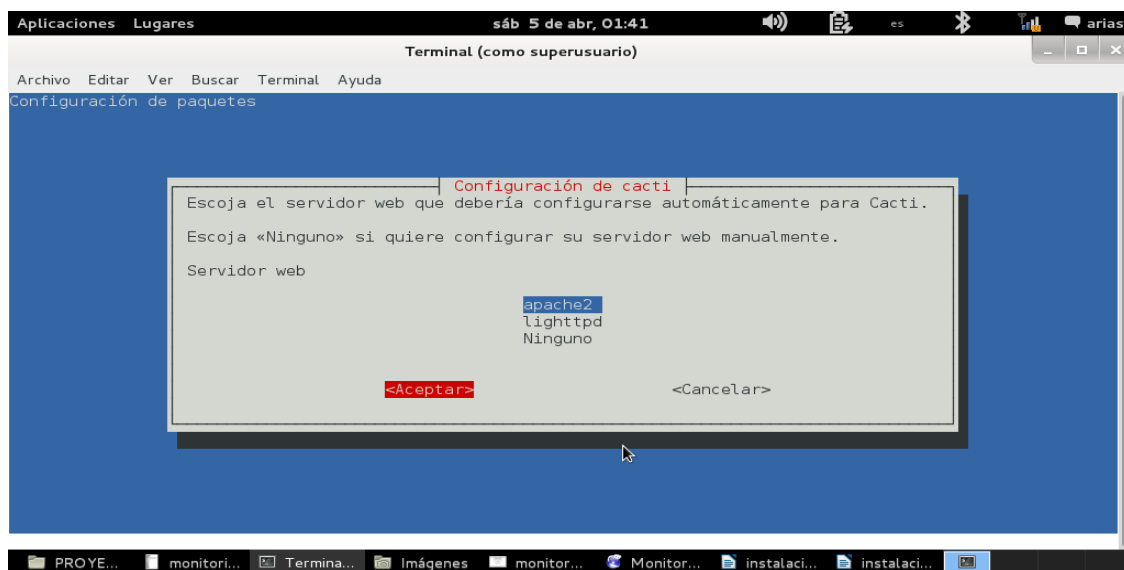 Aplicaciones Lugares sáb 5 de abr, 01:41 es arias
Terminal (como superusuario)
Archivo Editar Ver Buscar Terminal Ayuda
Configuración de paquetes
Configuración de cacti
Escoja el servidor web que debería configurarse automáticamente para Cacti.
Escoja «Ninguno» si quiere configurar su servidor web manualmente.
Servidor web
apache2
lighttpd
Ninguno
<Aceptar> <Cancelar>
PROYE... monitori... Termina... Imágenes monitor... Monitor... instalaci... instalaci...